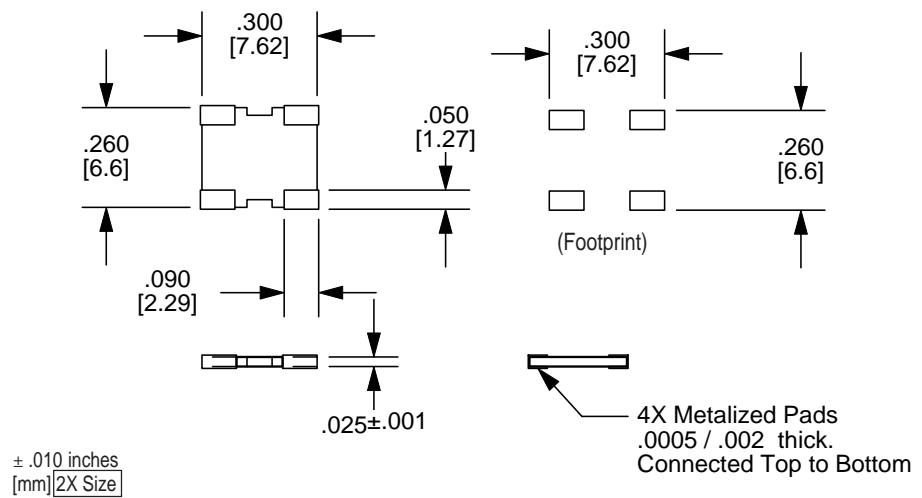 .300
[7.62]
.300
[7.62]
.260
[6.6]
.050
[1.27]
.260
[6.6]
(Footprint)
.090
[2.29]
.025±.001
4X Metalized Pads
.0005 / .002 thick.
Connected Top to Bottom
± .010 inches
[mm] 2X Size